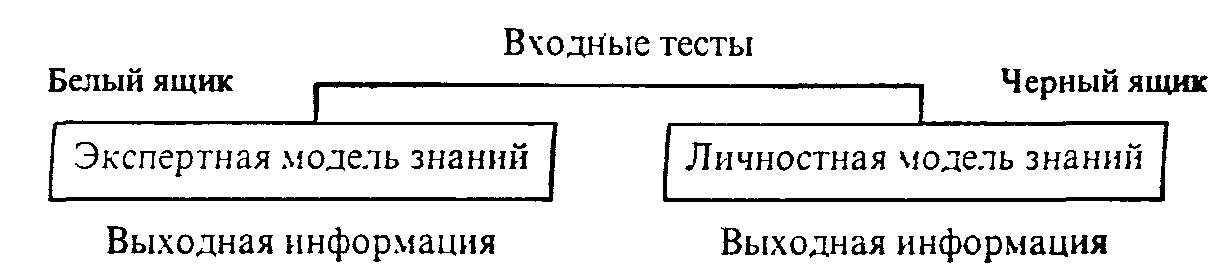 Входные тесты
Белый ящик
Черный ящик
Экспертная модель знаний
Личностная модель знаний
Выходная информация
Выходная информация